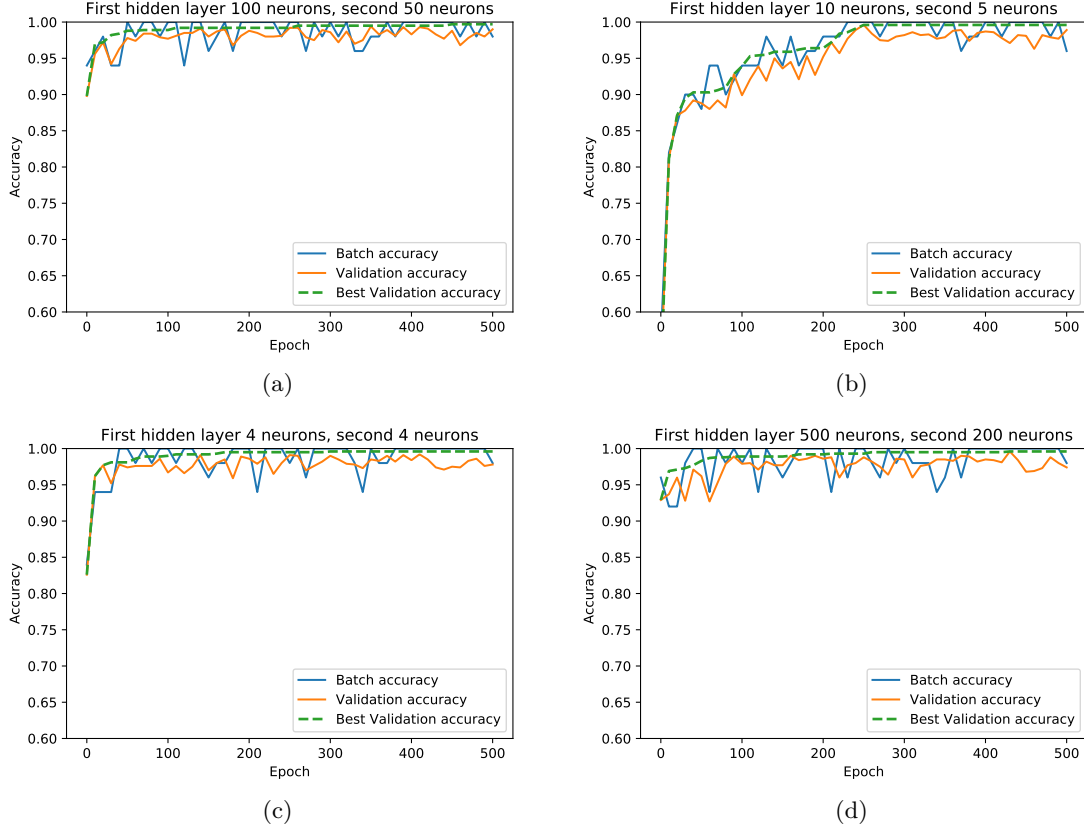 First hidden layer 100 neurons, second 50 neurons
1.00
0.95
0.90
0.85
0.80
0.75
0.70
0.65
0.60
Accuracy
0 100 200 300 400 500
Epoch
Batch accuracy
Validation accuracy
Best Validation accuracy
(a)
First hidden layer 10 neurons, second 5 neurons
1.00
0.95
0.90
0.85
0.80
0.75
0.70
0.65
0.60
Accuracy
0 100 200 300 400 500
Epoch
Batch accuracy
Validation accuracy
Best Validation accuracy
(b)
First hidden layer 4 neurons, second 4 neurons
1.00
0.95
0.90
0.85
0.80
0.75
0.70
0.65
0.60
Accuracy
0 100 200 300 400 500
Epoch
Batch accuracy
Validation accuracy
Best Validation accuracy
(c)
First hidden layer 500 neurons, second 200 neurons
1.00
0.95
0.90
0.85
0.80
0.75
0.70
0.65
0.60
Accuracy
0 100 200 300 400 500
Epoch
Batch accuracy
Validation accuracy
Best Validation accuracy
(d)